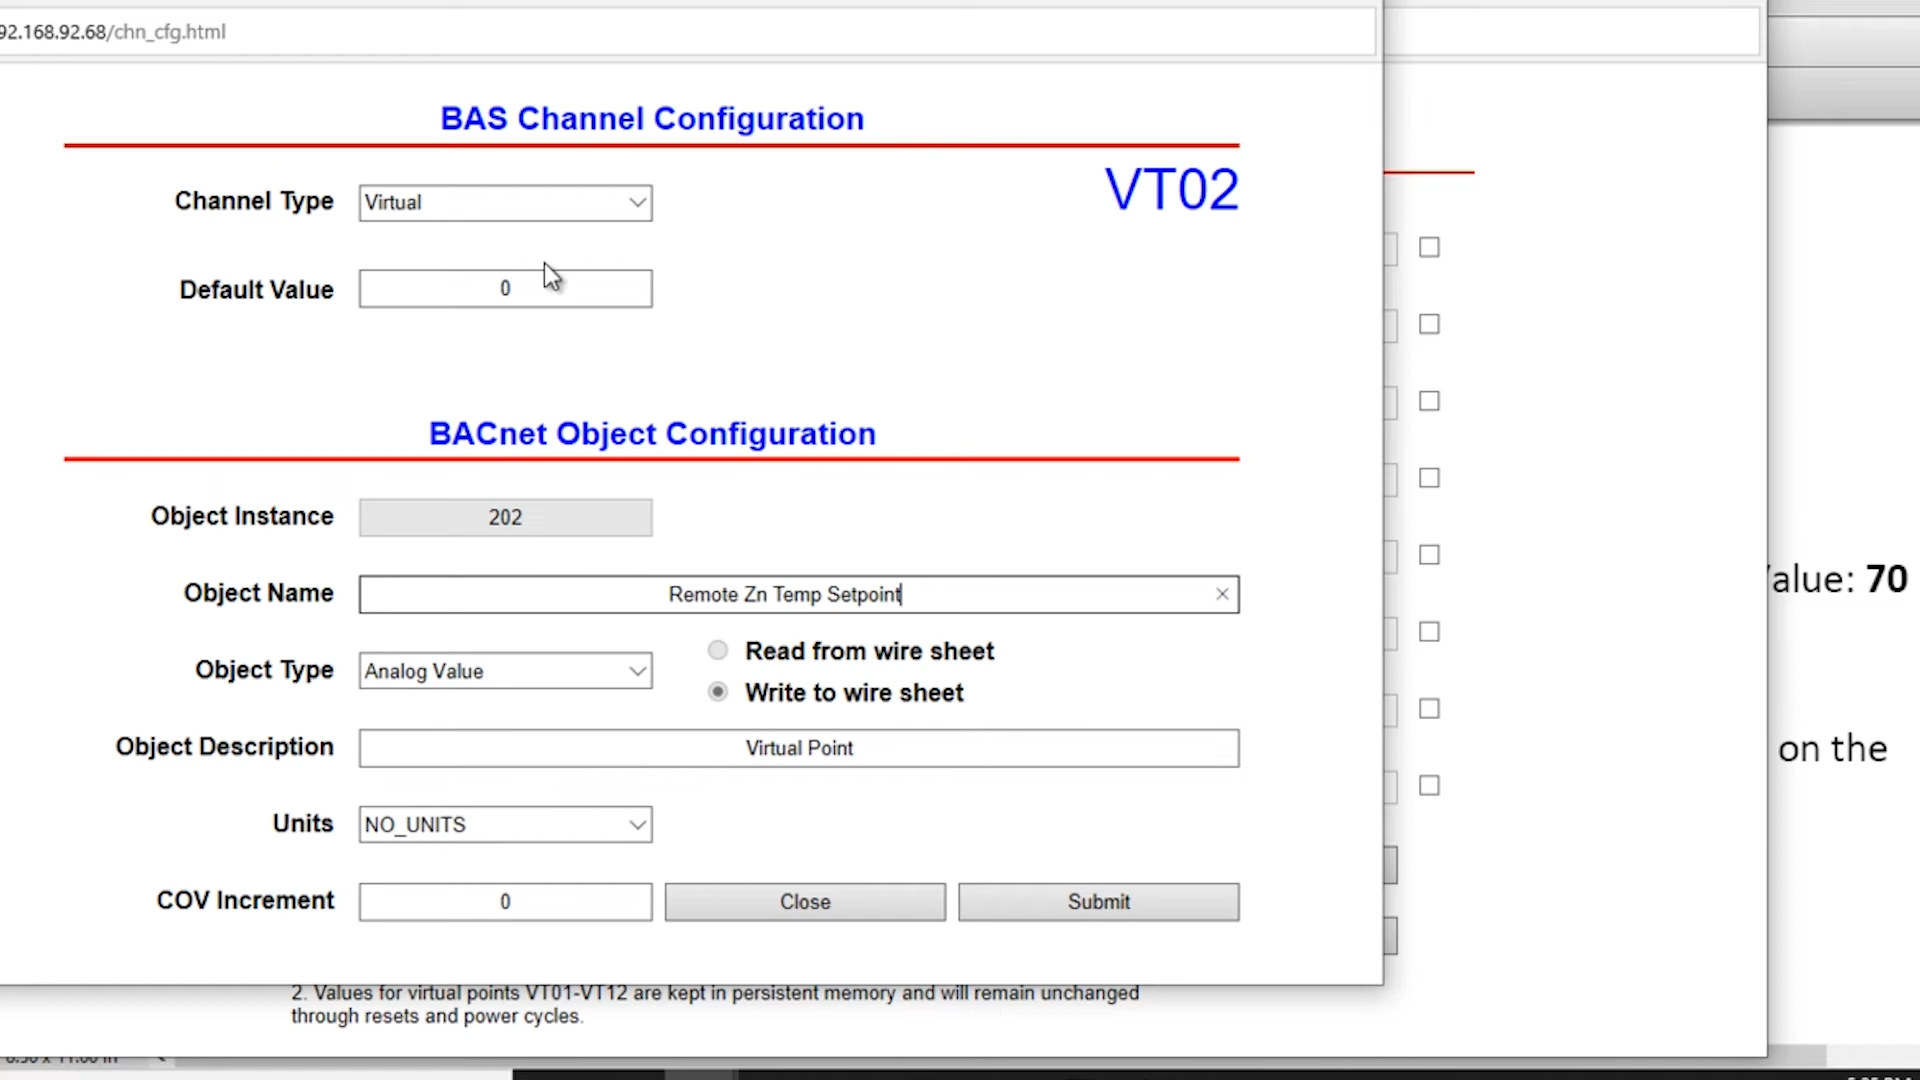 92.168.92.68/chn_cfg.html
BAS Channel Configuration
VT02
Channel Type
Virtual
Default Value
0
BACnet Object Configuration
Object Instance
202
Object Name
Remote Zn Temp Setpoint
Object Type
Analog Value
Read from wire sheet
Write to wire sheet
Object Description
Virtual Point
Units
NO_UNITS
COV Increment
0
Close
Submit
alue: 70
on the
2. Values for virtual points VT01-VT12 are kept in persistent memory and will remain unchanged
through resets and power cycles.